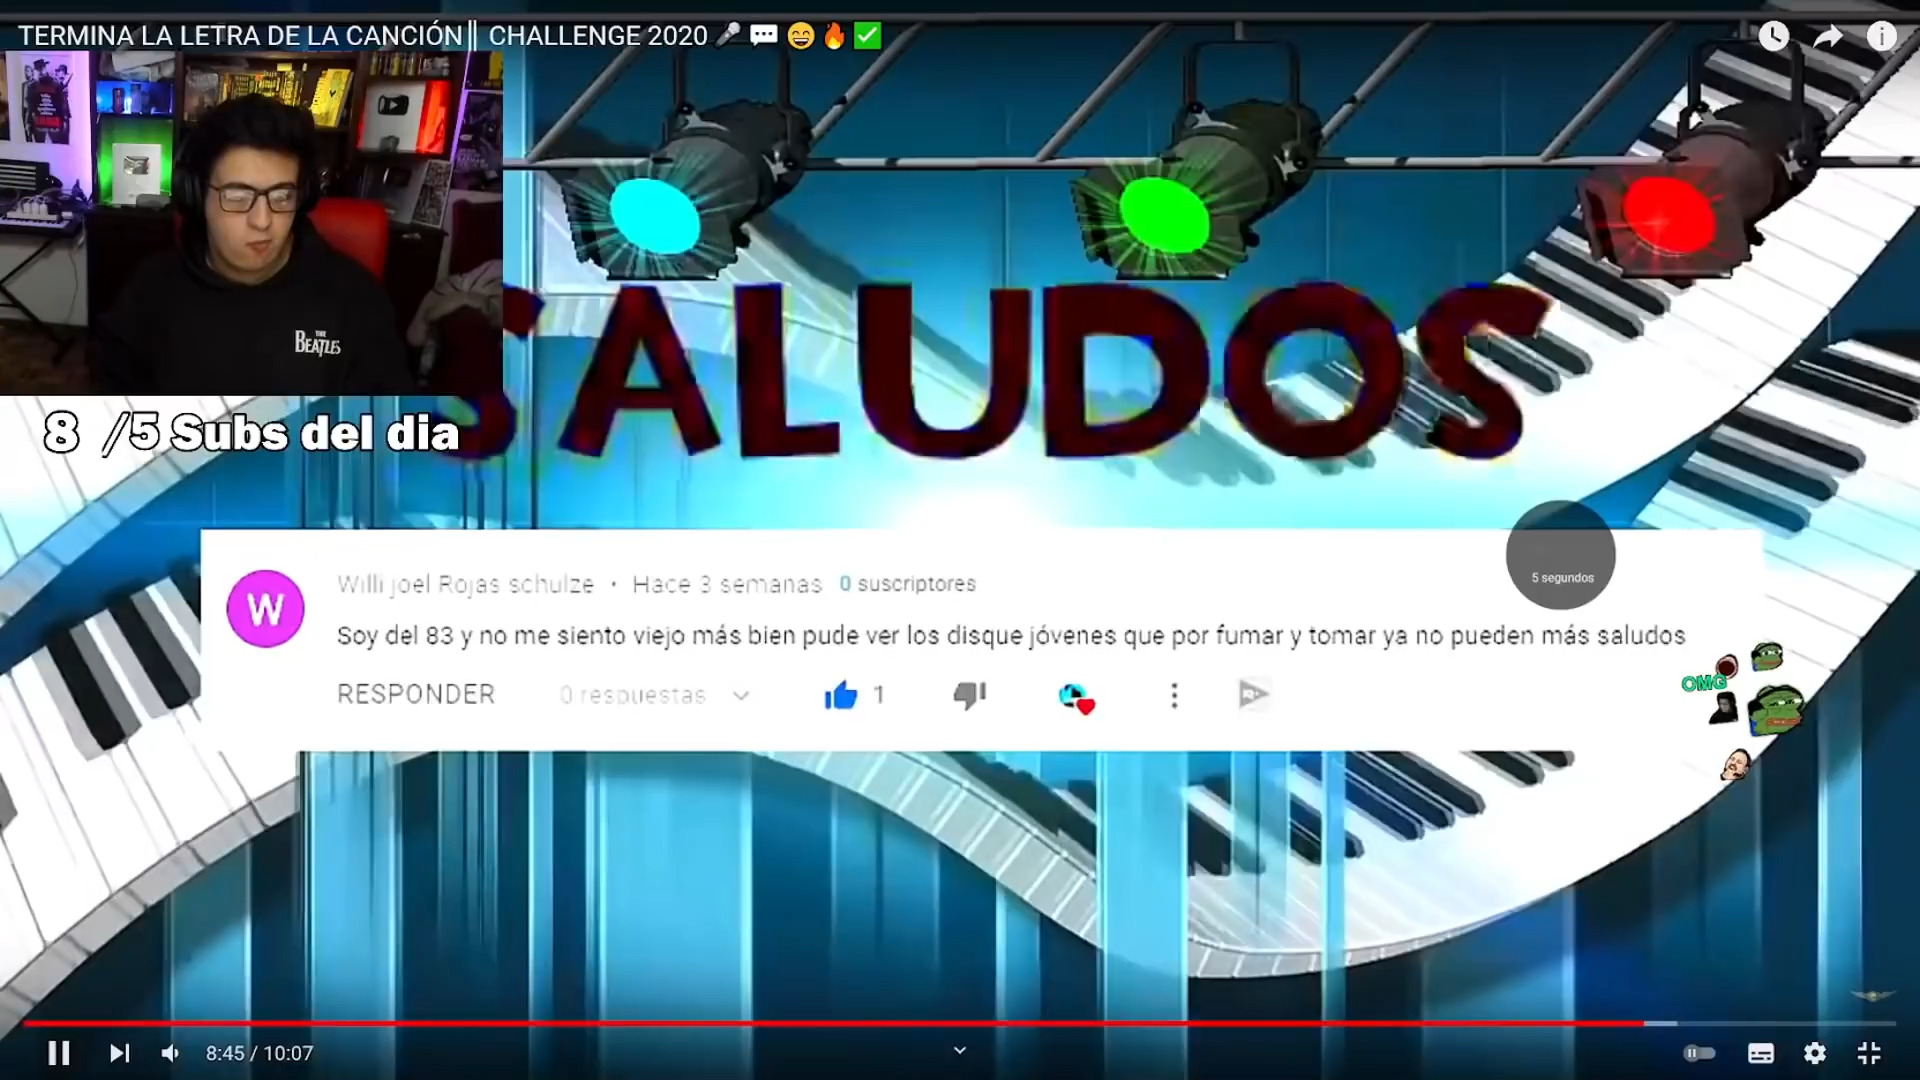 TERMINA LA LETRA DE LA CANCIÓN║ CHALLENGE 2020 🎤💬😄🔥✅
THE
BEATLES
8 /5 Subs del dia
SALUDOS
5 segundos
W
Willi joel Rojas schulze • Hace 3 semanas 0 suscriptores
Soy del 83 y no me siento viejo más bien pude ver los disque jóvenes que por fumar y tomar ya no pueden más saludos
OMG
RESPONDER 0 respuestas 1
8:45 / 10:07